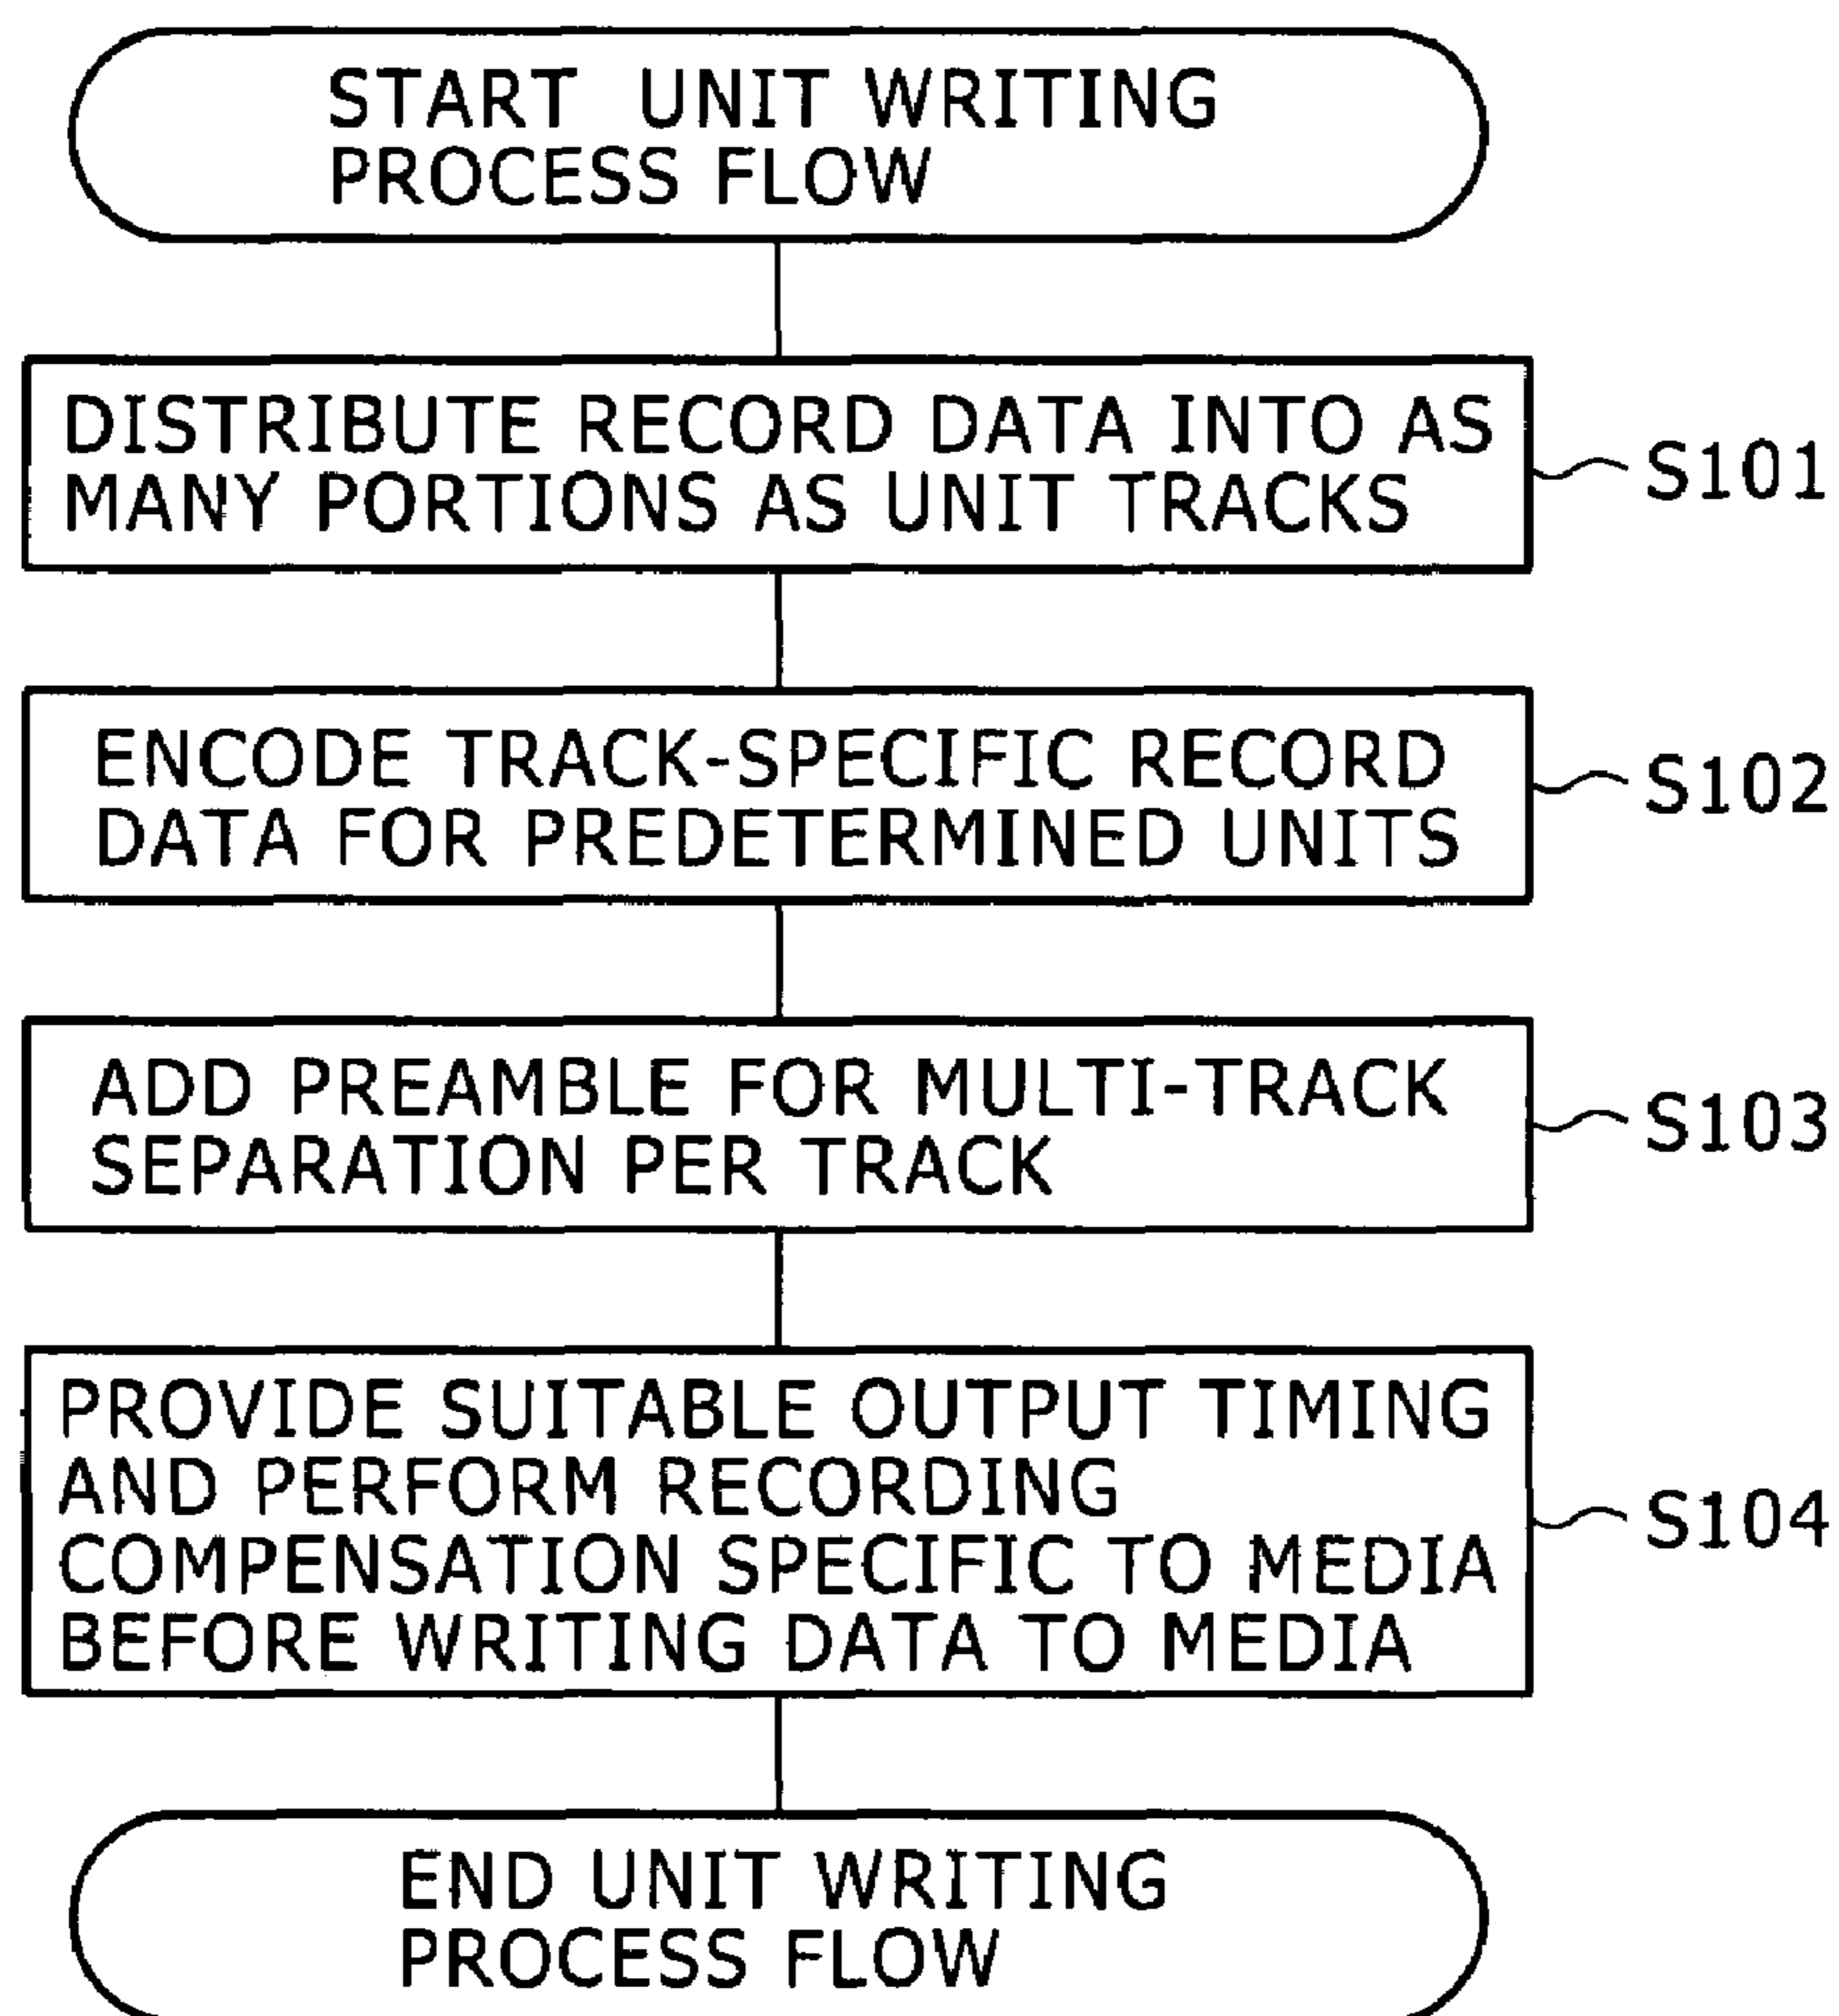 START UNIT WRITING
PROCESS FLOW
DISTRIBUTE RECORD DATA INTO AS
MANY PORTIONS AS UNIT TRACKS
S101
ENCODE TRACK-SPECIFIC RECORD
DATA FOR PREDETERMINED UNITS
S102
ADD PREAMBLE FOR MULTI-TRACK
SEPARATION PER TRACK
S103
PROVIDE SUITABLE OUTPUT TIMING
AND PERFORM RECORDING
COMPENSATION SPECIFIC TO MEDIA
BEFORE WRITING DATA TO MEDIA
S104
END UNIT WRITING
PROCESS FLOW